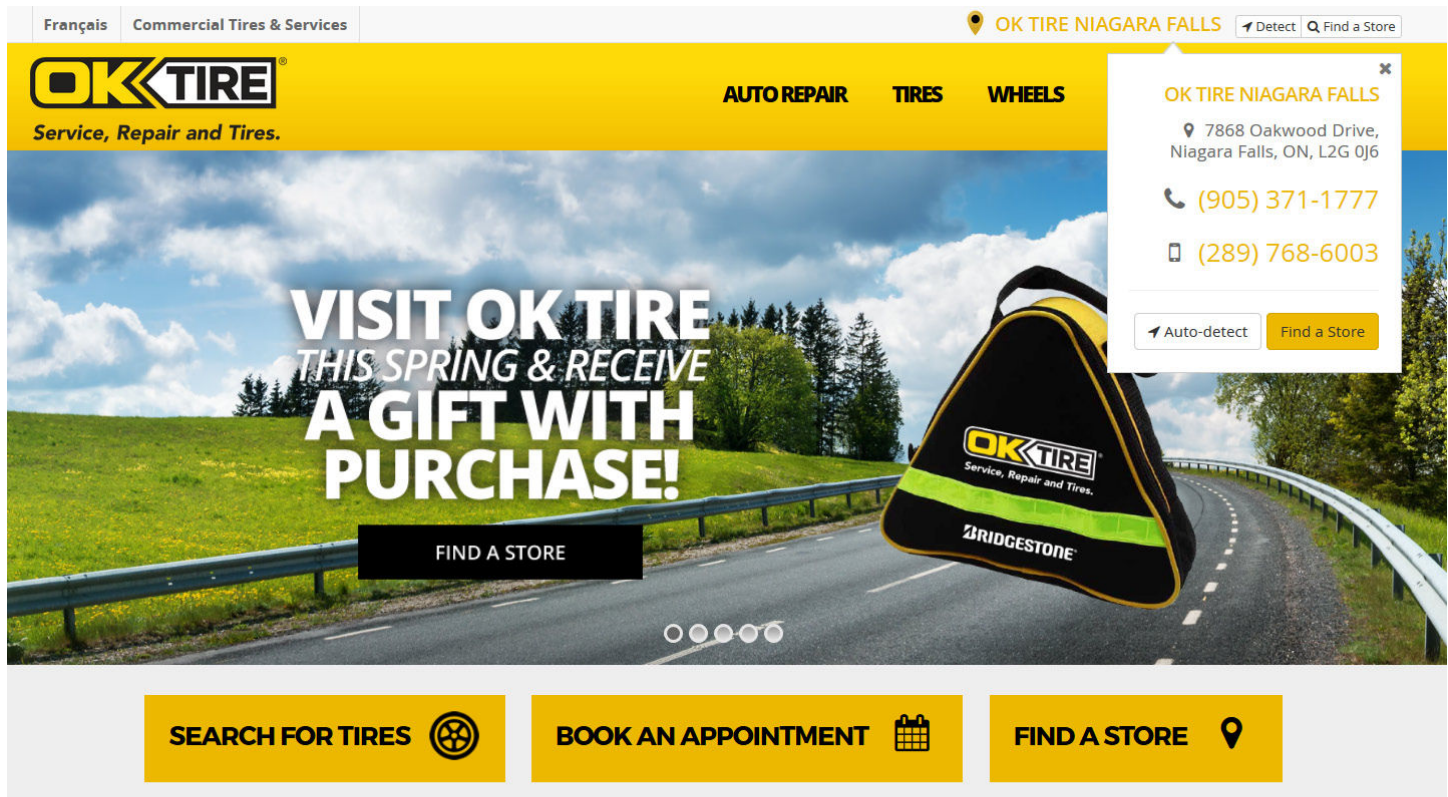 Français
Commercial Tires & Services
OK TIRE NIAGARA FALLS
Detect
Find a Store
OK TIRE®
Service, Repair and Tires.
AUTO REPAIR
TIRES
WHEELS
OK TIRE NIAGARA FALLS
7868 Oakwood Drive,
Niagara Falls, ON, L2G 0J6
(905) 371-1777
(289) 768-6003
Auto-detect
Find a Store
VISIT OK TIRE
THIS SPRING & RECEIVE
A GIFT WITH
PURCHASE!
FIND A STORE
OK TIRE
Service, Repair and Tires.
BRIDGESTONE
SEARCH FOR TIRES
BOOK AN APPOINTMENT
FIND A STORE